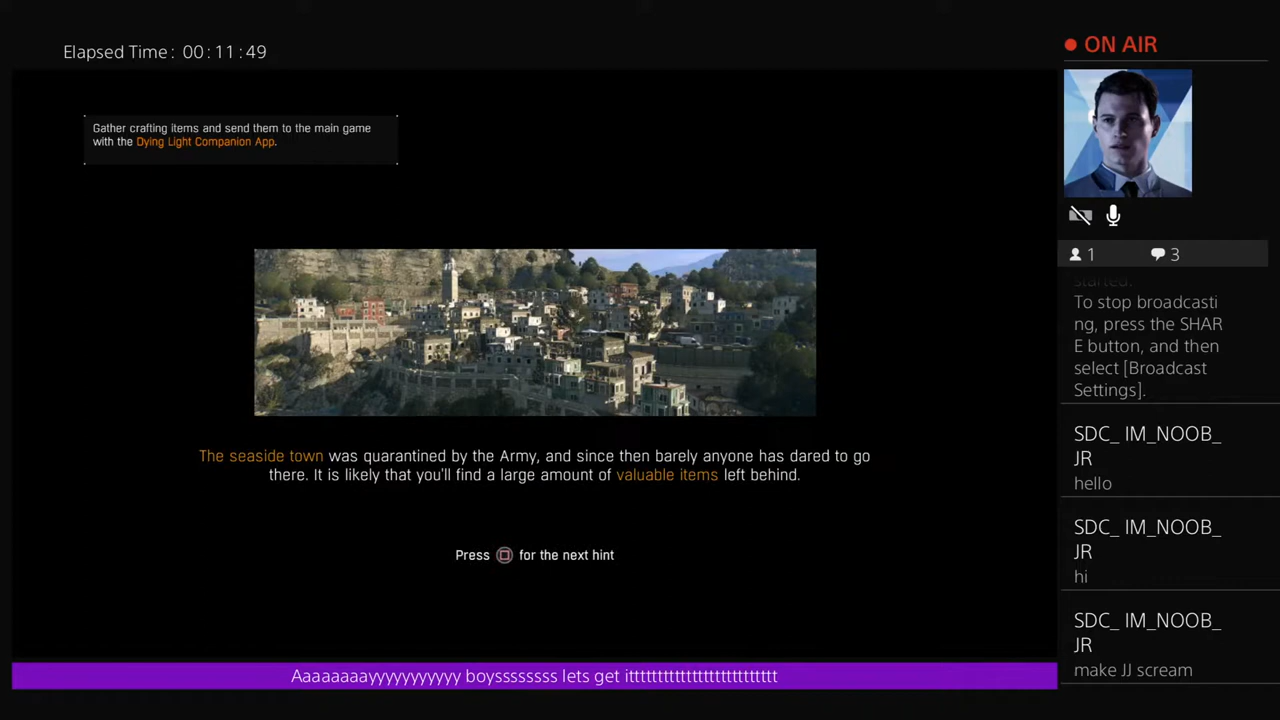 Elapsed Time: 00:11:49
ON AIR
Gather crafting items and send them to the main game
with the Dying Light Companion App.
1
3
started.
To stop broadcasti
ng, press the SHAR
E button, and then
select [Broadcast
Settings].
SDC_ IM_NOOB_
JR
hello
SDC_ IM_NOOB_
JR
hi
SDC_ IM_NOOB_
JR
make JJ scream
The seaside town was quarantined by the Army, and since then barely anyone has dared to go
there. It is likely that you'll find a large amount of valuable items left behind.
Press for the next hint
Aaaaaaaayyyyyyyyyyy boyssssssss lets get itttttttttttttttttttttttttt